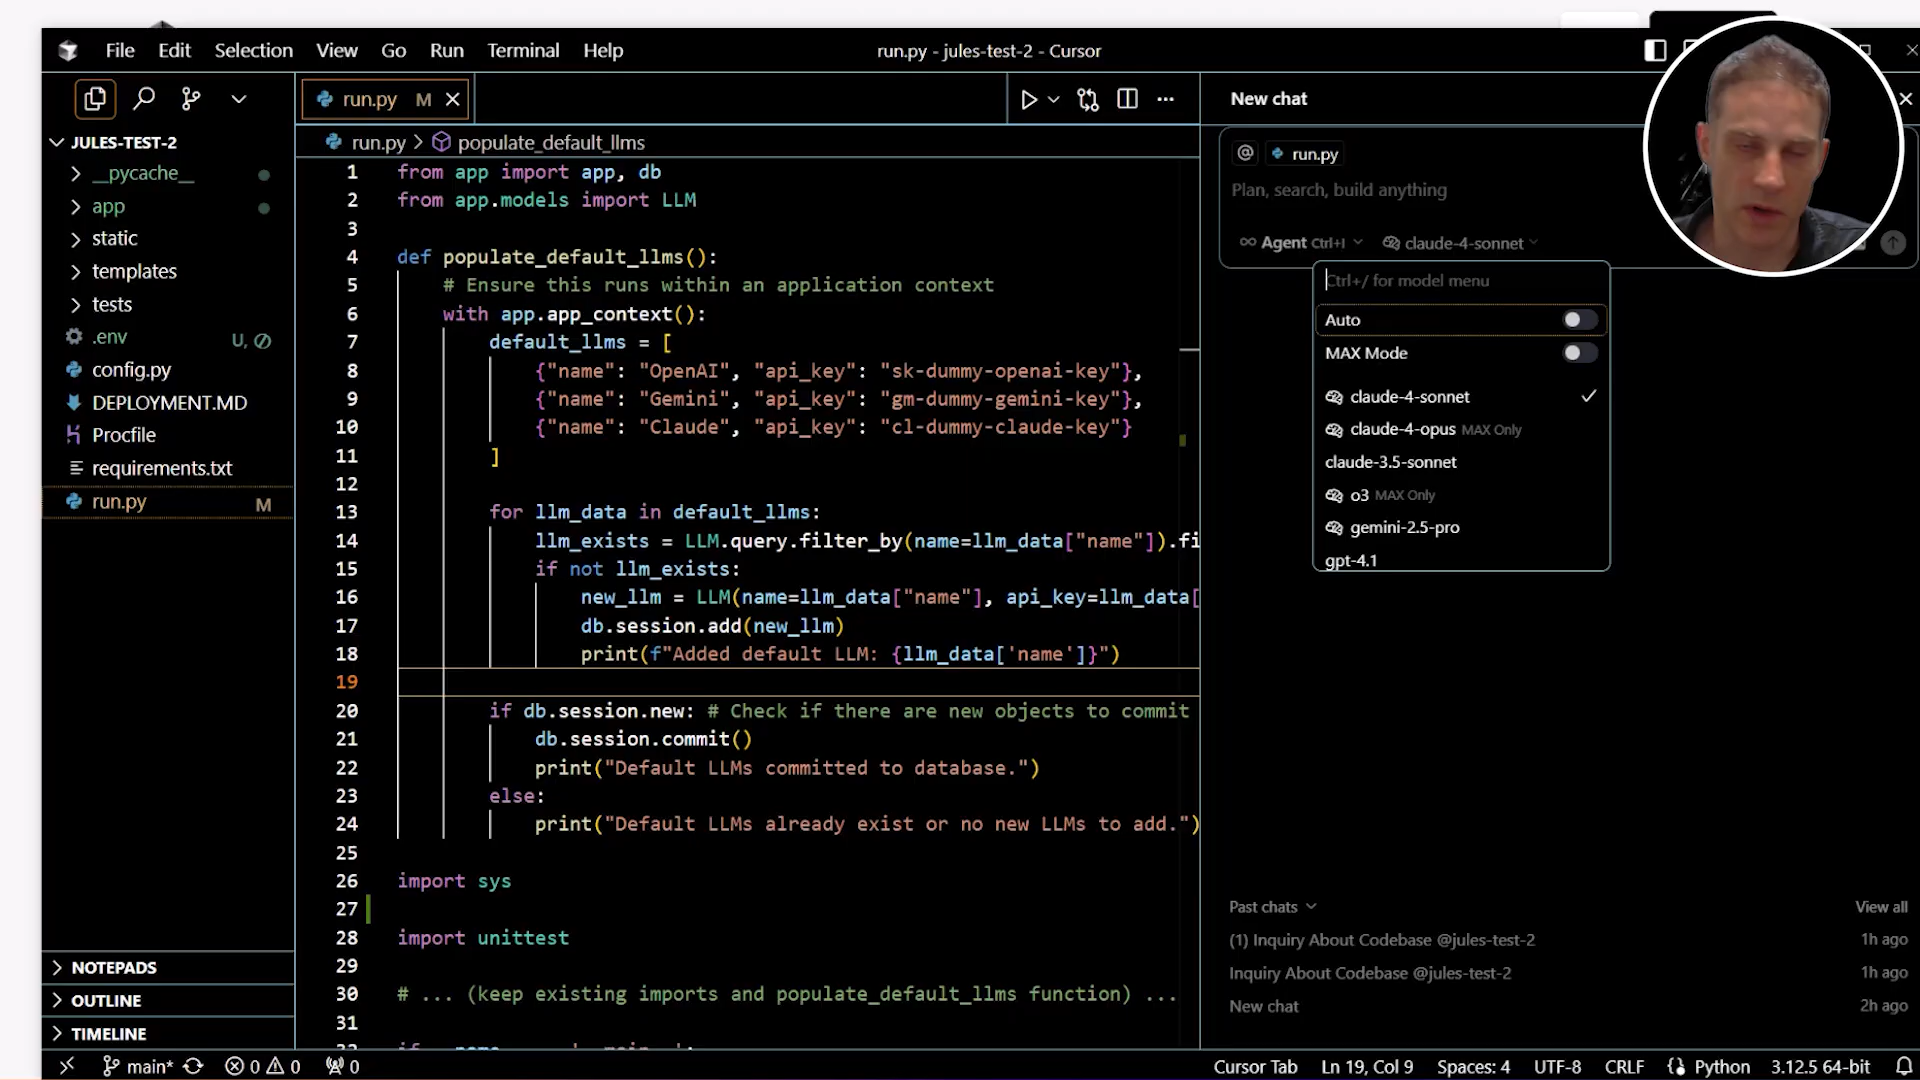 File Edit Selection View Go Run Terminal Help
run.py - jules-test-2 - Cursor
run.py M
New chat
JULES-TEST-2
__pycache__
app
static
templates
tests
.env U,
config.py
DEPLOYMENT.MD
Procfile
requirements.txt
run.py M
NOTEPADS
OUTLINE
TIMELINE
run.py > populate_default_llms
1 from app import app, db
2 from app.models import LLM
3
4 def populate_default_llms():
5 # Ensure this runs within an application context
6 with app.app_context():
7 default_llms = [
8 {"name": "OpenAI", "api_key": "sk-dummy-openai-key"},
9 {"name": "Gemini", "api_key": "gm-dummy-gemini-key"},
10 {"name": "Claude", "api_key": "cl-dummy-claude-key"}
11 ]
12
13 for llm_data in default_llms:
14 llm_exists = LLM.query.filter_by(name=llm_data["name"]).fi
15 if not llm_exists:
16 new_llm = LLM(name=llm_data["name"], api_key=llm_data[
17 db.session.add(new_llm)
18 print(f"Added default LLM: {llm_data['name']}")
19
20 if db.session.new: # Check if there are new objects to commit
21 db.session.commit()
22 print("Default LLMs committed to database.")
23 else:
24 print("Default LLMs already exist or no new LLMs to add.")
25
26 import sys
27
28 import unittest
29
30 # ... (keep existing imports and populate_default_llms function) ...
31
@ run.py
Plan, search, build anything
Agent Ctrl+I claude-4-sonnet
Ctrl+/ for model menu
Auto
MAX Mode
claude-4-sonnet
claude-4-opus MAX Only
claude-3.5-sonnet
o3 MAX Only
gemini-2.5-pro
gpt-4.1
Past chats View all
(1) Inquiry About Codebase @jules-test-2 1h ago
Inquiry About Codebase @jules-test-2 1h ago
New chat 2h ago
main* 0 0 0
Cursor Tab Ln 19, Col 9 Spaces: 4 UTF-8 CRLF Python 3.12.5 64-bit